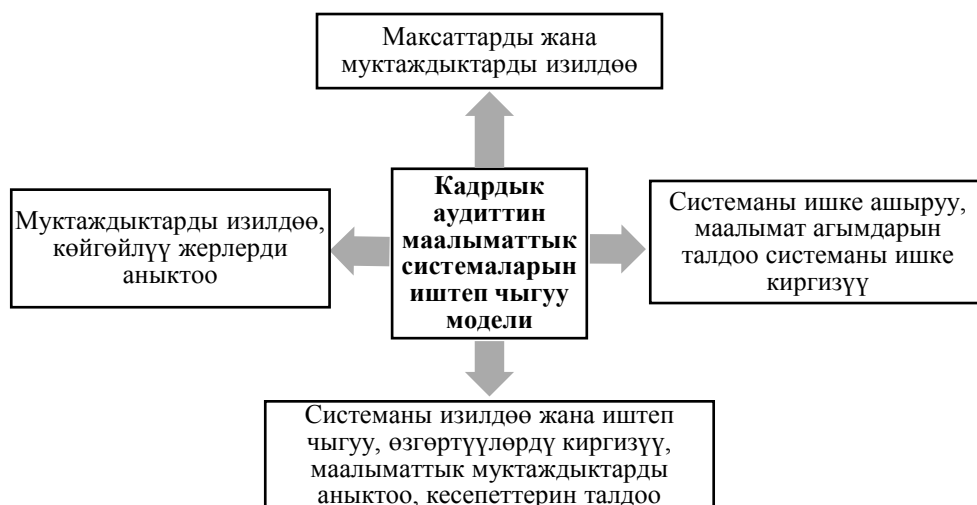 Максаттарды жана
муктаждыктарды изилдөө
Муктаждыктарды изилдөө,
көйгөйлүү жерлерди
аныктоо
Кадрдык
аудиттин
маалыматтык
системаларын
иштеп чыгуу
модели
Системаны ишке ашыруу,
маалымат агымдарын
талдоо системаны ишке
киргизүү
Системаны изилдөө жана иштеп
чыгуу, өзгөртүүлөрдү киргизүү,
маалыматтык муктаждыктарды
аныктоо, кесепеттерин талдоо